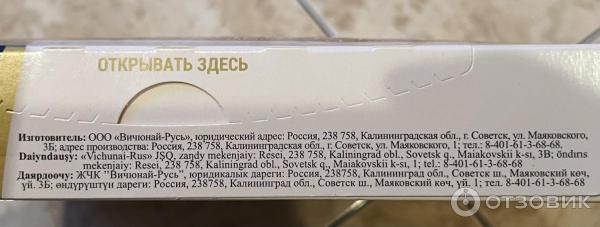 ОТКРЫВАТЬ ЗДЕСЬ
Изготовитель: ООО «Вичюнай-Русь», юридический адрес: Россия, 238 758, Калининградская обл., г. Советск, ул. Маяковского,
3Б; адрес производства: Россия, 238 758, Калининградская обл., г. Советск, ул. Маяковского, 1; тел.: 8-401-61-3-68-68.
Daiyndaușy: «Vichunai-Rus» JȘQ, zandy mekenjaiy: Resei, 238 758, Kaliningrad obl., Sovetsk q., Maiakovskii k-sı, 3B; óndiris
mekenjaiy: Resei, 238 758, Kaliningrad obl., Sovetsk q., Maiakovskii k-sı, 1; tel.: 8-401-61-3-68-68
Даярдоочу: ЖЧК "Вичюнай-Русь", юридикалык дареги: Россия, 238758, Калининград обл., Советск ш., Маяковский көч,
үй. 3Б; өндүрүштүн дареги: Россия, 238758, Калининград обл., Советск ш., Маяковский көч, үй. 1; тел.: 8-401-61-3-68-68
ОТЗОВИК